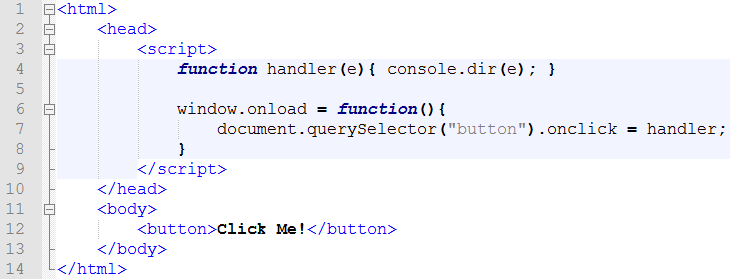 1 <html>
2 <head>
3 <script>
4 function handler(e){ console.dir(e); }
5
6 window.onload = function(){
7 document.querySelector("button").onclick = handler;
8 }
9 </script>
10 </head>
11 <body>
12 <button>Click Me!</button>
13 </body>
14 </html>